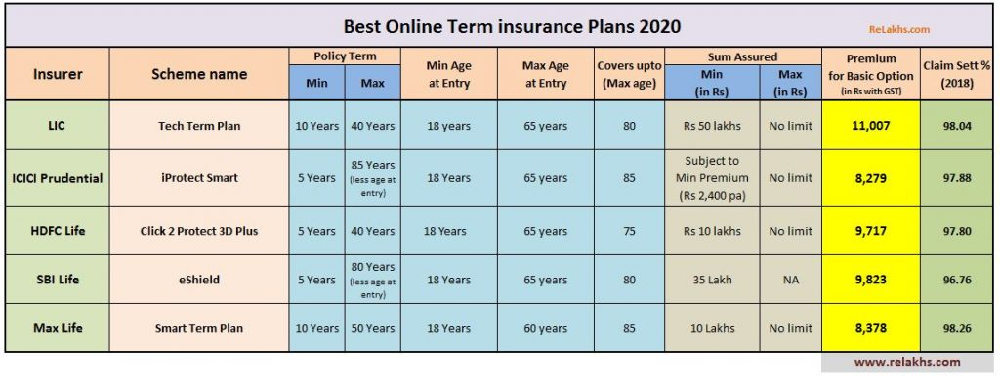 Best Online Term insurance Plans 2020
ReLakhs.com
Insurer
Scheme name
Policy Term
Min
Max
Min Age
at Entry
Max Age
at Entry
Covers upto
(Max age)
Sum Assured
Min
(in Rs)
Max
(in Rs)
Premium
for Basic Option
(in Rs with GST)
Claim Sett %
(2018)
LIC
Tech Term Plan
10 Years
40 Years
18 years
65 years
80
Rs 50 lakhs
No limit
11,007
98.04
ICICI Prudential
iProtect Smart
5 Years
85 Years
(less age at
entry)
18 Years
65 years
85
Subject to
Min Premium
(Rs 2,400 pa)
No limit
8,279
97.88
HDFC Life
Click 2 Protect 3D Plus
5 Years
40 Years
18 Years
65 years
75
Rs 10 lakhs
No limit
9,717
97.80
SBI Life
eShield
5 Years
80 Years
(less age at
entry)
18 Years
65 years
80
35 Lakh
NA
9,823
96.76
Max Life
Smart Term Plan
10 Years
50 Years
18 Years
60 years
85
10 Lakhs
No limit
8,378
98.26
www.relakhs.com